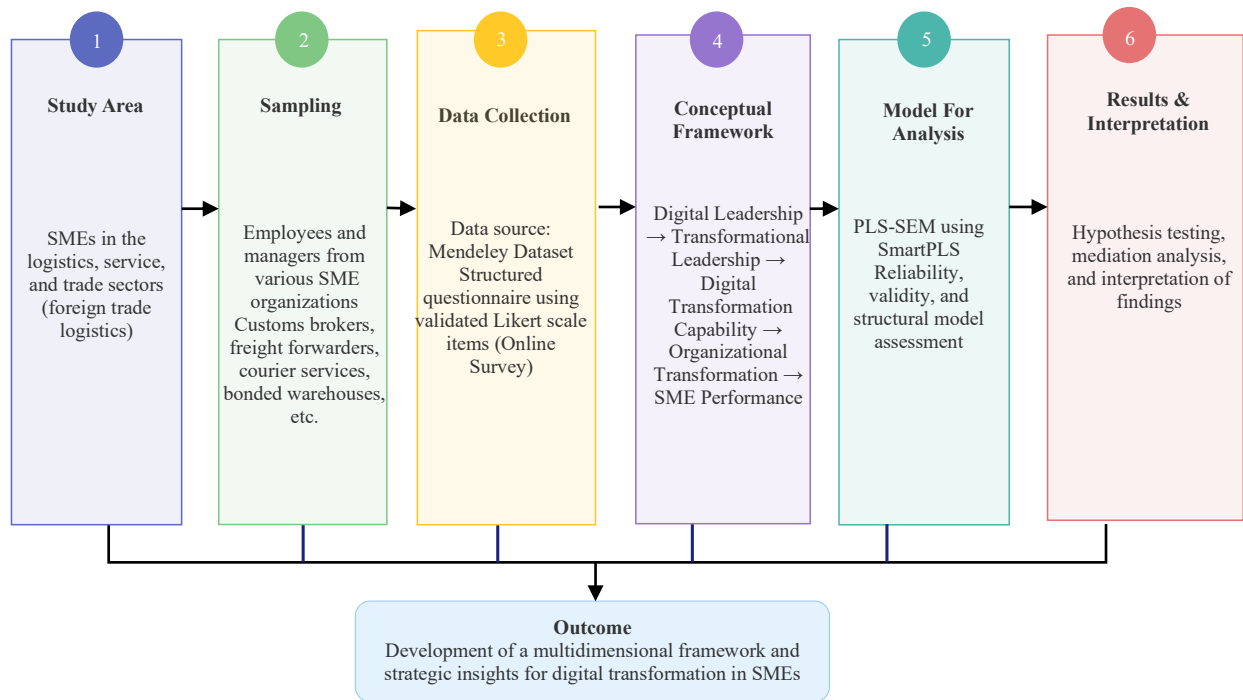 1
Study Area
SMEs in the
logistics, service,
and trade sectors
(foreign trade
logistics)
2
Sampling
Employees and
managers from
various SME
organizations
Customs brokers,
freight forwarders,
courier services,
bonded warehouses,
etc.
3
Data Collection
Data source:
Mendeley Dataset
Structured
questionnaire using
validated Likert scale
items (Online
Survey)
4
Conceptual
Framework
Digital Leadership
→ Transformational
Leadership →
Digital
Transformation
Capability →
Organizational
Transformation →
SME Performance
5
Model For
Analysis
PLS-SEM using
SmartPLS
Reliability,
validity, and
structural model
assessment
6
Results &
Interpretation
Hypothesis testing,
mediation analysis,
and interpretation of
findings
Outcome
Development of a multidimensional framework and
strategic insights for digital transformation in SMEs